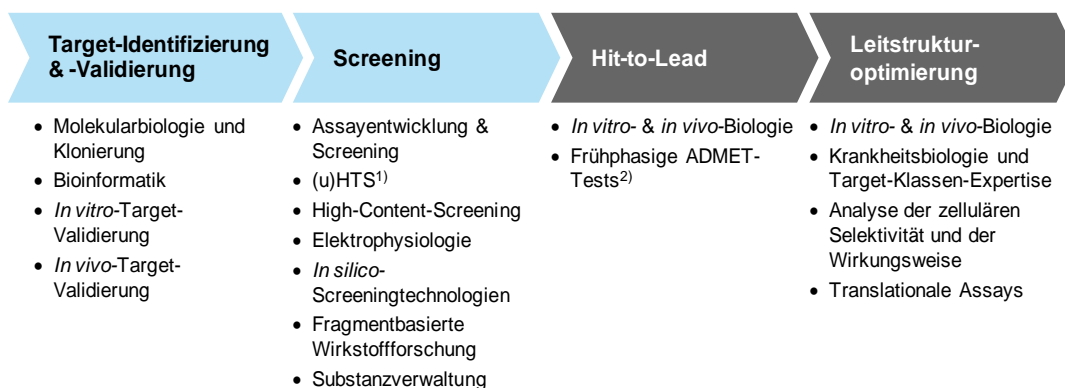 Target-Identifizierung
& -Validierung
Screening
Hit-to-Lead
Leitstruktur-
optimierung
• Molekularbiologie und
Klonierung
• Bioinformatik
• In vitro-Target-
Validierung
• In vivo-Target-
Validierung
• Assayentwicklung &
Screening
• (u)HTS1)
• High-Content-Screening
• Elektrophysiologie
• In silico-
Screeningtechnologien
• Fragmentbasierte
Wirkstoffforschung
• Substanzverwaltung
• In vitro- & in vivo-Biologie
• Frühphasige ADMET-
Tests2)
• In vitro- & in vivo-Biologie
• Krankheitsbiologie und
Target-Klassen-Expertise
• Analyse der zellulären
Selektivität und der
Wirkungsweise
• Translationale Assays